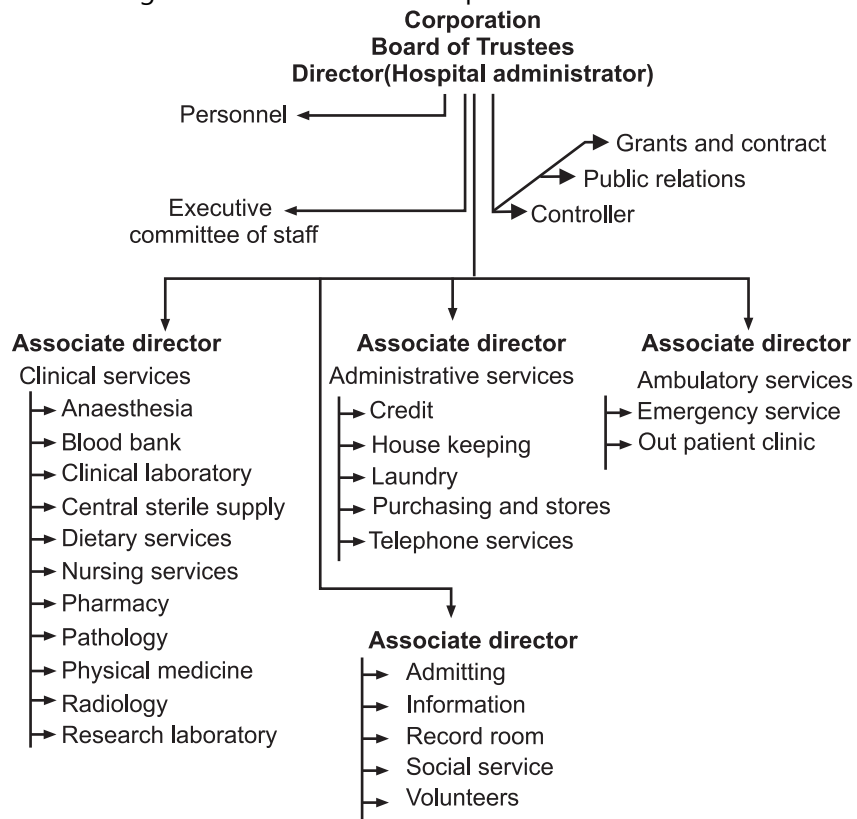 Corporation
Board of Trustees
Director(Hospital administrator)
Personnel
Grants and contract
Public relations
Executive
committee of staff
Controller
Associate director
Clinical services
Anaesthesia
Blood bank
Clinical laboratory
Central sterile supply
Dietary services
Nursing services
Pharmacy
Pathology
Physical medicine
Radiology
Research laboratory
Associate director
Administrative services
Credit
House keeping
Laundry
Purchasing and stores
Telephone services
Associate director
Ambulatory services
Emergency service
Out patient clinic
Associate director
Admitting
Information
Record room
Social service
Volunteers